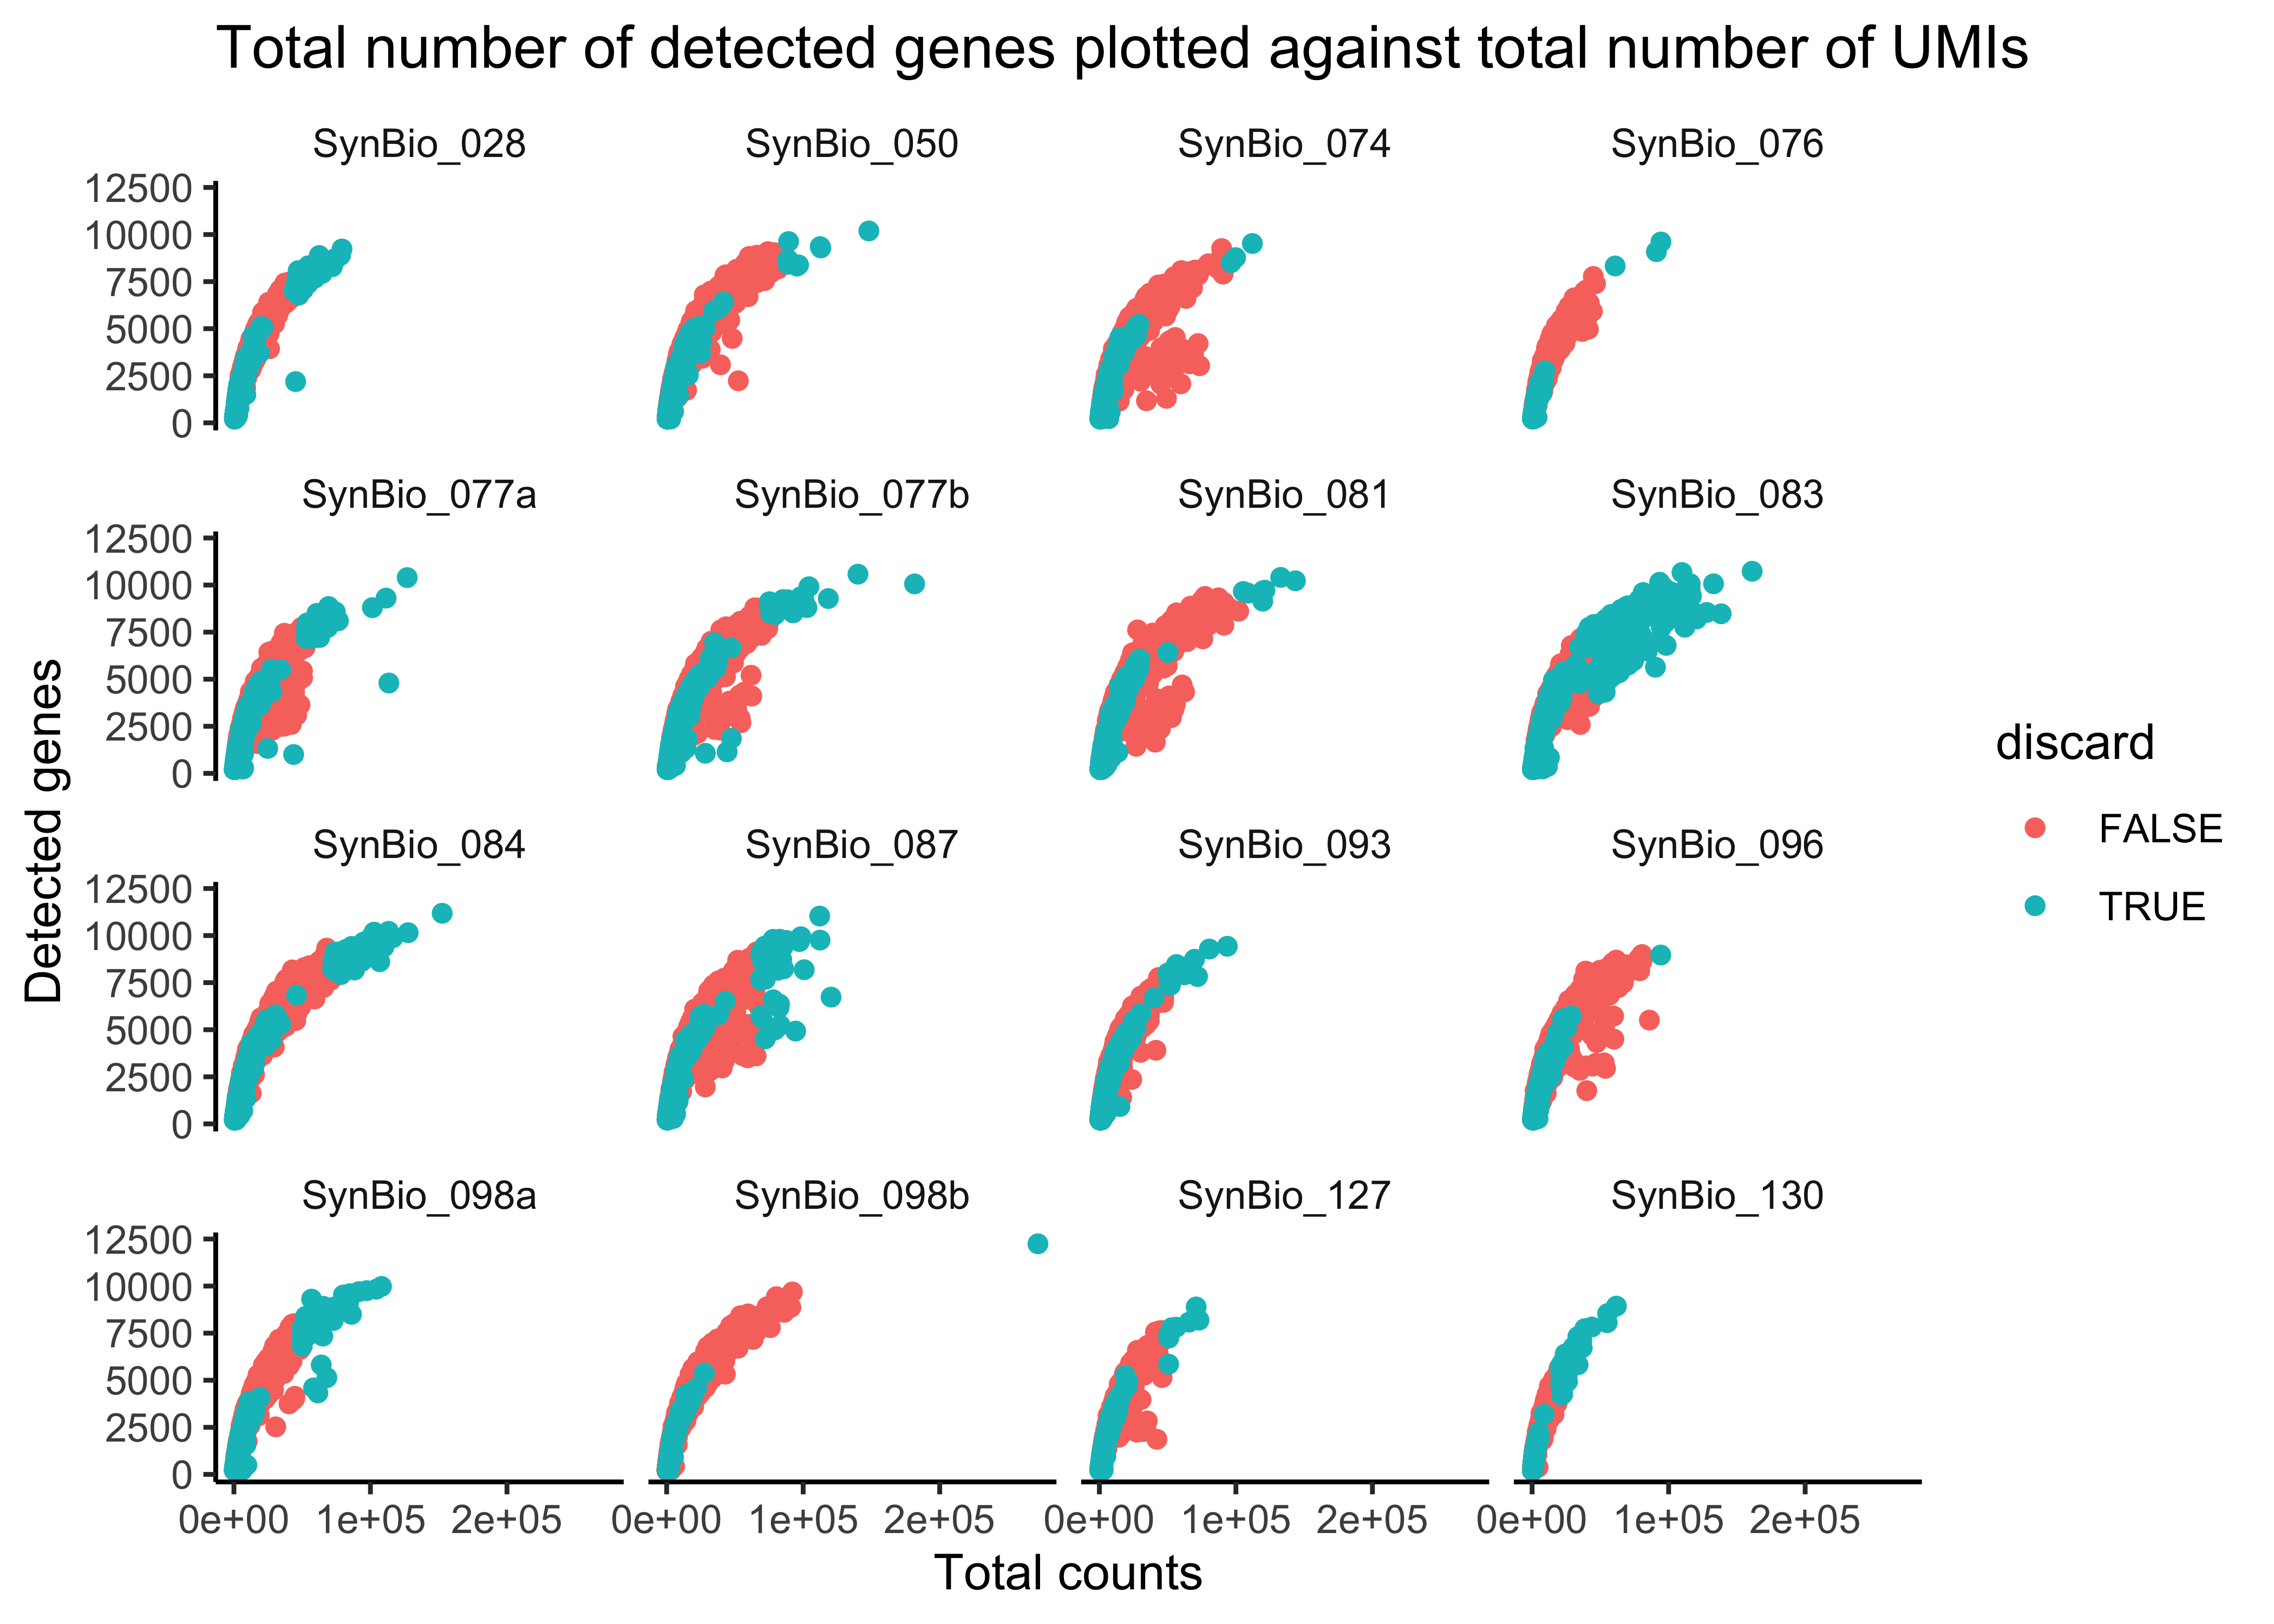 Total number of detected genes plotted against total number of UMIs
SynBio_028 SynBio_050 SynBio_074 SynBio_076
12500
10000
7500
5000
2500
0
SynBio_077a SynBio_077b SynBio_081 SynBio_083
12500
10000
7500
5000
2500
0
Detected genes
discard
FALSE
TRUE
SynBio_084 SynBio_087 SynBio_093 SynBio_096
12500
10000
7500
5000
2500
0
SynBio_098a SynBio_098b SynBio_127 SynBio_130
12500
10000
7500
5000
2500
0
0e+00 1e+05 2e+05 0e+00 1e+05 2e+05 0e+00 1e+05 2e+05 0e+00 1e+05 2e+05
Total counts